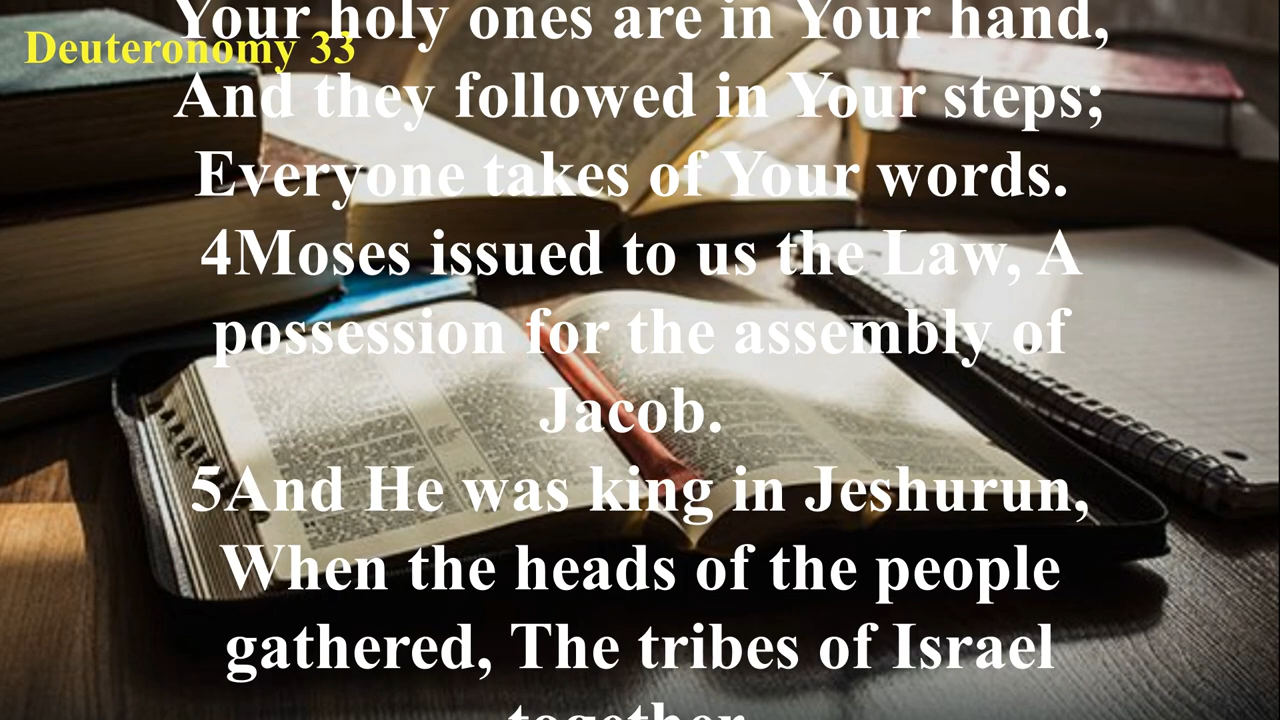 Your holy ones are in Your hand,
Deuteronomy 33
And they followed in Your steps;
Everyone takes of Your words.
4Moses issued to us the Law, A
possession for the assembly of
Jacob.
5And He was king in Jeshurun,
When the heads of the people
gathered, The tribes of Israel
together.